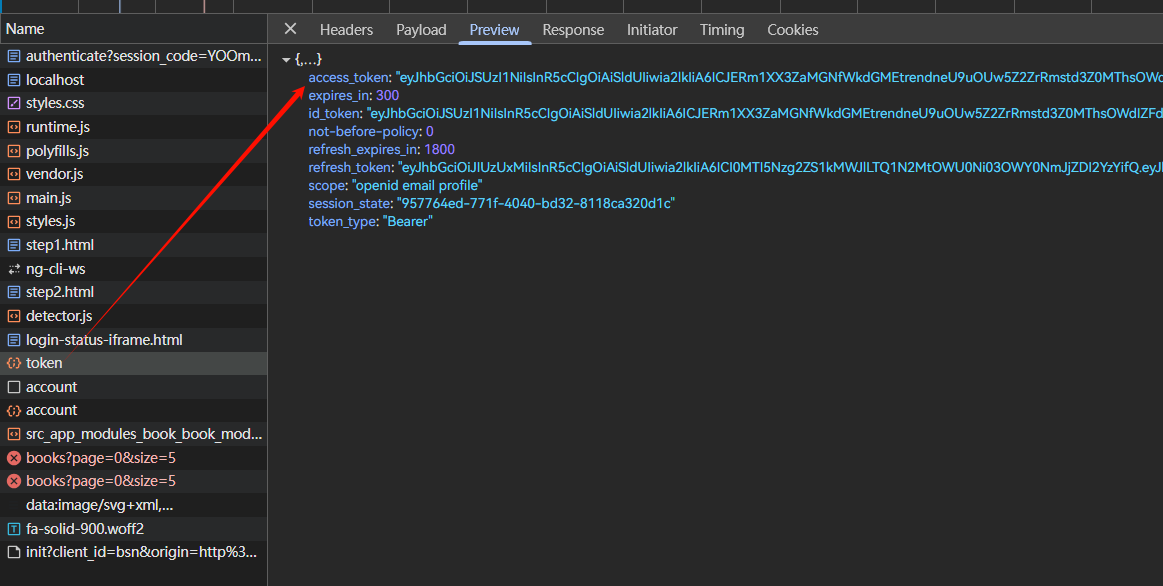 Name
Headers Payload Preview Response Initiator Timing Cookies
authenticate?session_code=YOOm...
localhost
styles.css
runtime.js
polyfills.js
vendor.js
main.js
styles.js
step1.html
ng-cli-ws
step2.html
detector.js
login-status-iframe.html
token
account
account
src_app_modules_book_book_mod...
books?page=0&size=5
books?page=0&size=5
data:image/svg+xml,...
fa-solid-900.woff2
init?client_id=bsn&origin=http%3...
{,...}
access_token:
expires_in: 300
id_token:
not-before-policy: 0
refresh_expires_in: 1800
refresh_token:
scope: "openid email profile"
session_state: "957764ed-771f-4040-bd32-8118ca320d1c"
token_type: "Bearer"